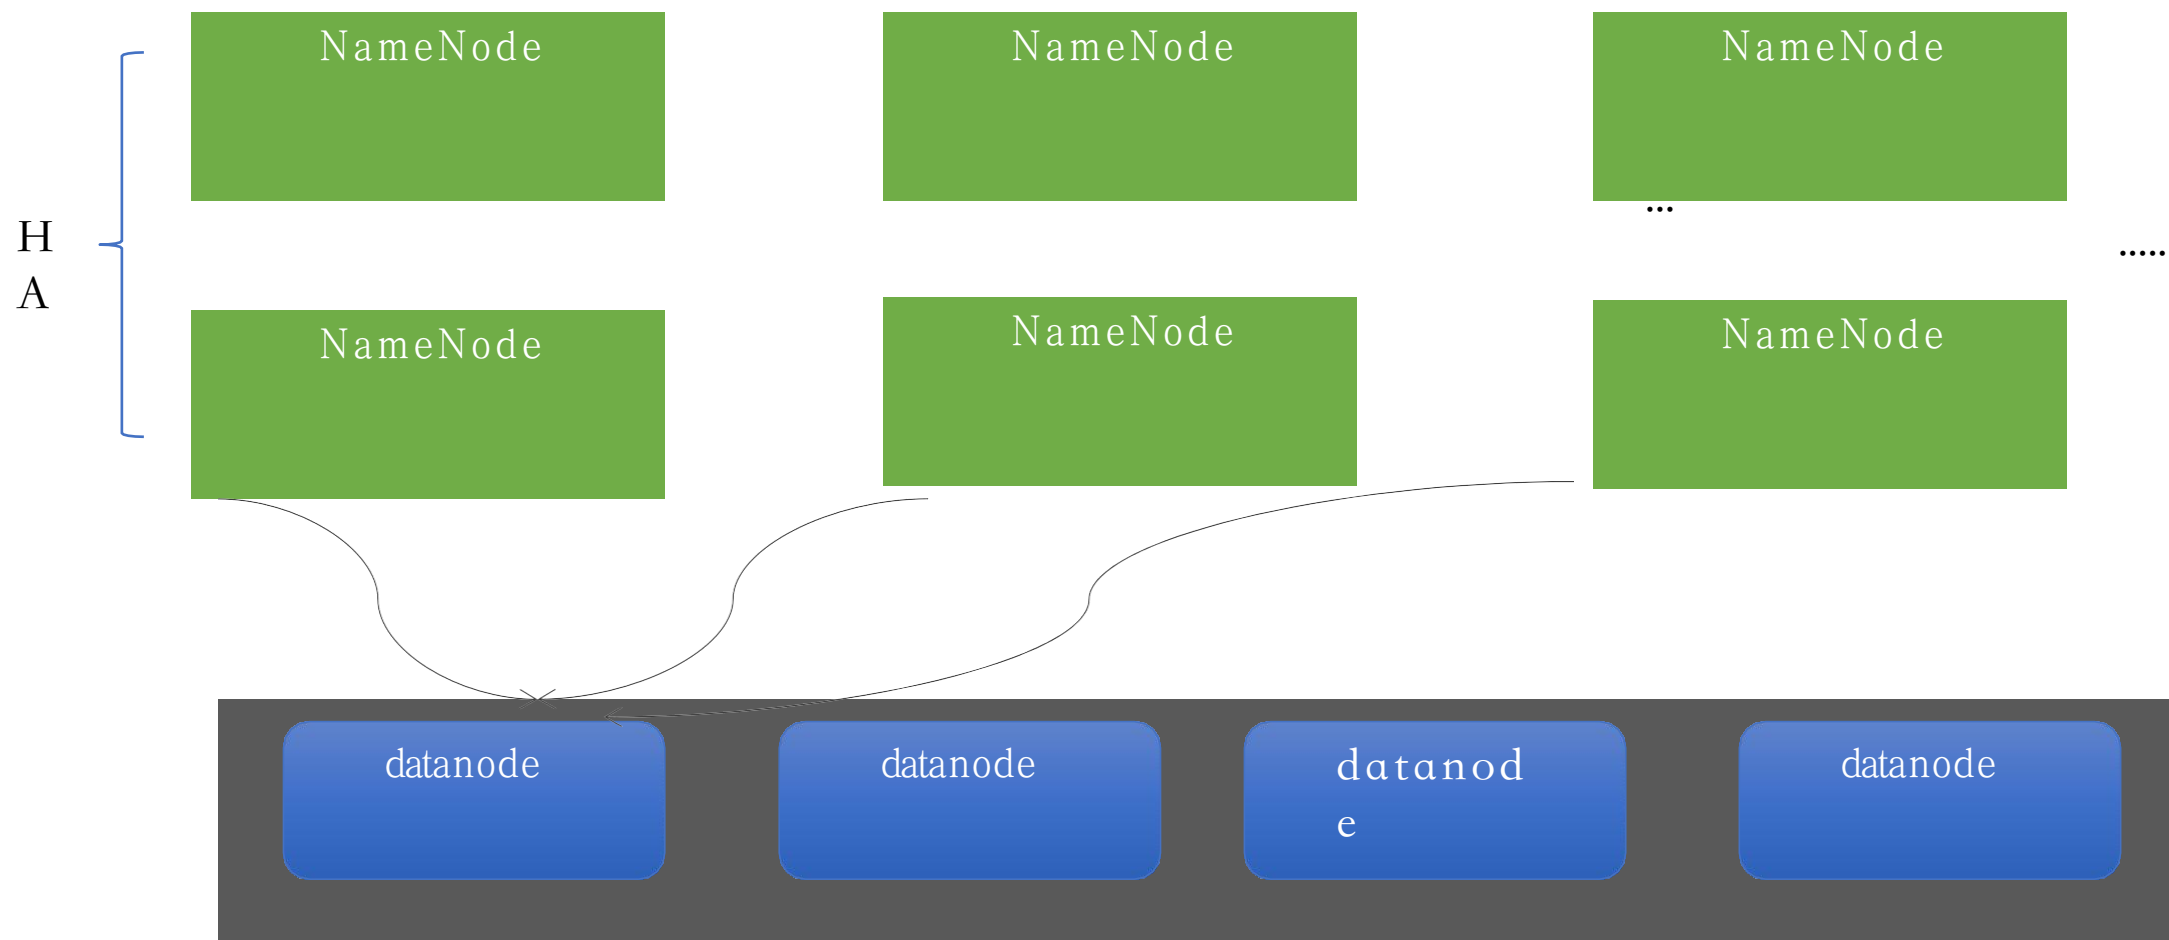 NameNode
NameNode
NameNode
...
H
A
.....
NameNode
NameNode
NameNode
datanode
datanode
datanod
e
datanode